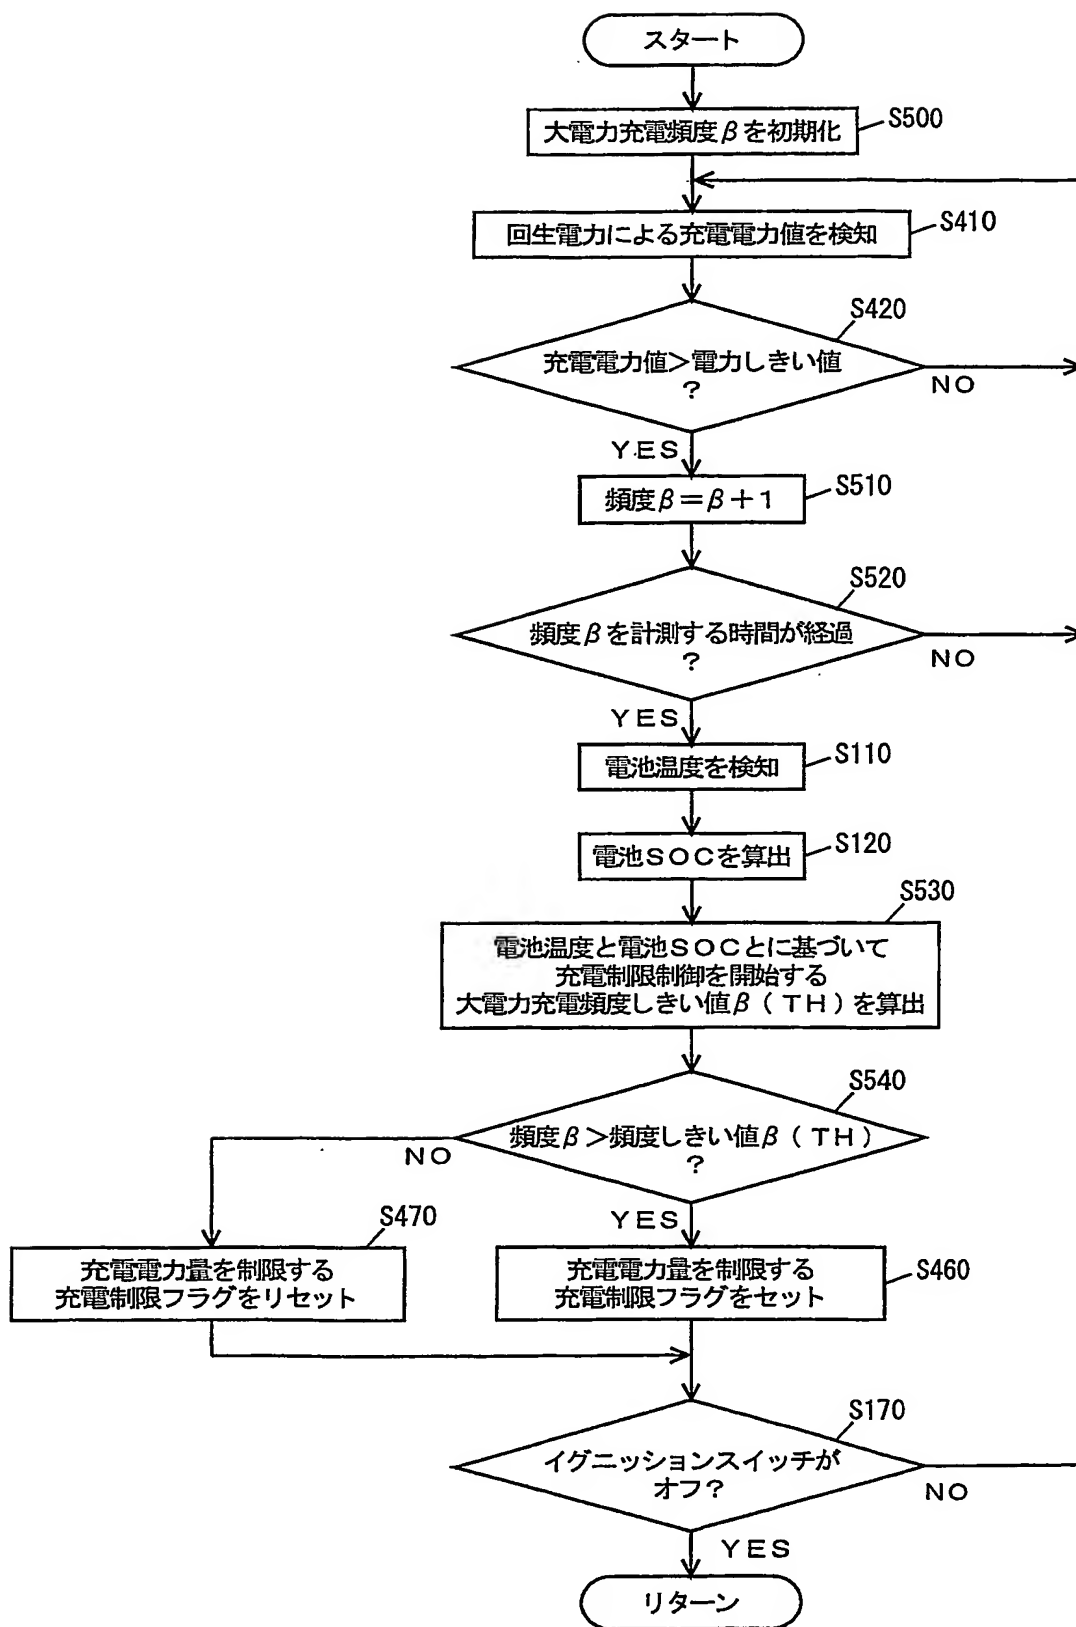 スタート
大電力充電頻度βを初期化
S500
回生電力による充電電力値を検知
S410
S420
充電電力値>電力しきい値
?
NO
YES
頻度β=β+1
S510
S520
頻度βを計測する時間が経過
?
NO
YES
電池温度を検知
S110
電池SOCを算出
S120
S530
電池温度と電池SOCとに基づいて
充電制限制御を開始する
大電力充電頻度しきい値β(TH)を算出
S540
頻度β>頻度しきい値β(TH)
?
NO
YES
S470
充電電力量を制限する
充電制限フラグをリセット
充電電力量を制限する
充電制限フラグをセット
S460
S170
イグニッションスイッチが
オフ?
NO
YES
リターン